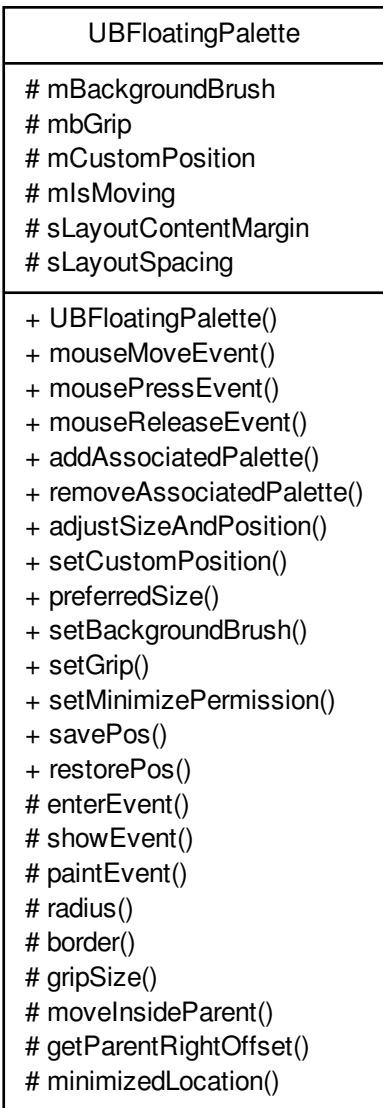 UBFloatingPalette
# mBackgroundBrush
# mbGrip
# mCustomPosition
# mIsMoving
# sLayoutContentMargin
# sLayoutSpacing
+ UBFloatingPalette()
+ mouseMoveEvent()
+ mousePressEvent()
+ mouseReleaseEvent()
+ addAssociatedPalette()
+ removeAssociatedPalette()
+ adjustSizeAndPosition()
+ setCustomPosition()
+ preferredSize()
+ setBackgroundBrush()
+ setGrip()
+ setMinimizePermission()
+ savePos()
+ restorePos()
# enterEvent()
# showEvent()
# paintEvent()
# radius()
# border()
# gripSize()
# moveInsideParent()
# getParentRightOffset()
# minimizedLocation()